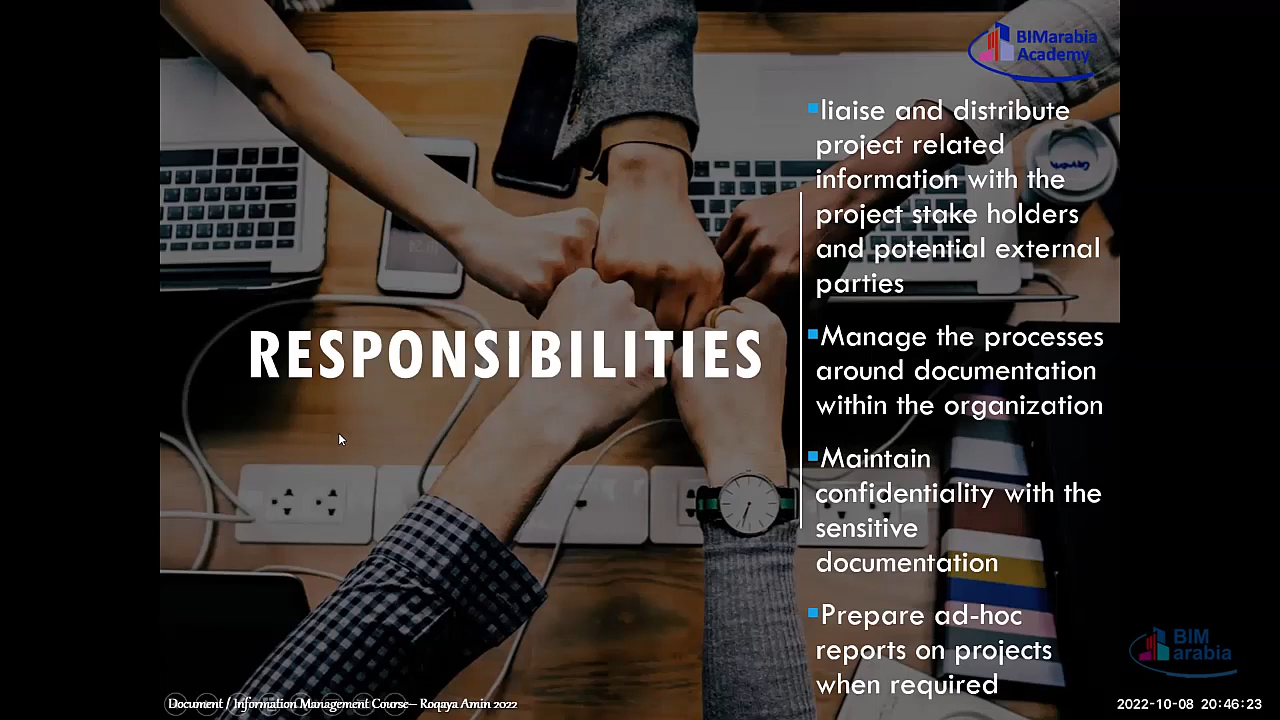 BIMarabia
Academy
liaise and distribute
project related
information with the
project stake holders
and potential external
parties
RESPONSIBILITIES
Manage the processes
around documentation
within the organization
Maintain
confidentiality with the
sensitive
documentation
Prepare ad-hoc
reports on projects
when required
BIM
arabia
Document / Information Management Course– Roqaya Amin 2022
2022-10-08 20:46:23